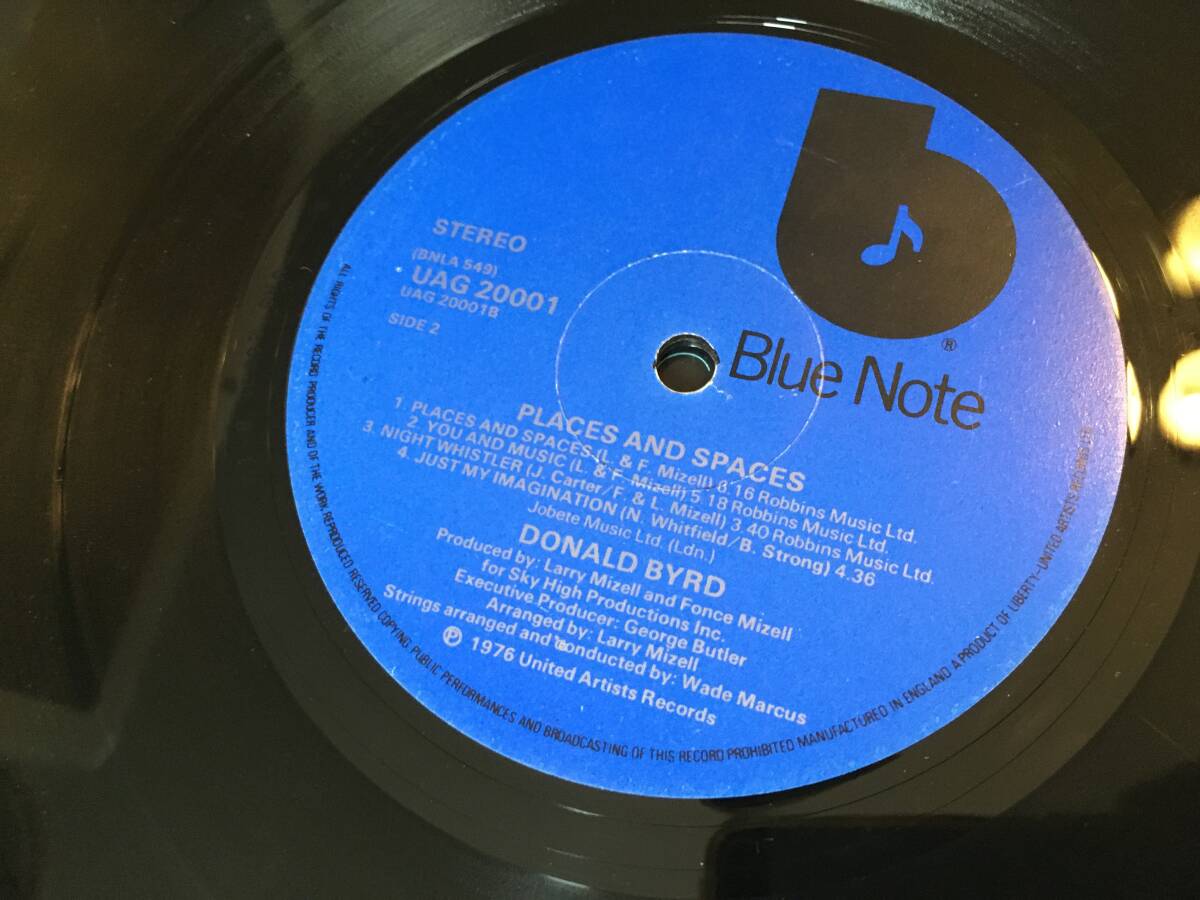 STEREO
(BNLA 549)
UAG 20001
UAG 20001B
SIDE 2
b
®
Blue Note
PLACES AND SPACES
1. PLACES AND SPACES (L. & F. Mizell) 6.16 Robbins Music Ltd.
2. YOU AND MUSIC (L. & F. Mizell) 5.18 Robbins Music Ltd.
3. NIGHT WHISTLER (J. Carter/F. & L. Mizell) 3.40 Robbins Music Ltd.
4. JUST MY IMAGINATION (N. Whitfield/B. Strong) 4.36
Jobete Music Ltd. (Ldn.)
DONALD BYRD
Produced by: Larry Mizell and Fonce Mizell
for Sky High Productions Inc.
Executive Producer: George Butler
Arranged by: Larry Mizell
Strings arranged and conducted by: Wade Marcus
℗ 1976 United Artists Records
ALL RIGHTS OF THE RECORD PRODUCER AND OF THE WORK REPRODUCED RESERVED COPYING PUBLIC PERFORMANCES AND BROADCASTING OF THIS RECORD PROHIBITED MANUFACTURED IN ENGLAND A PRODUCT OF LIBERTY-UNITED ARTISTS RECORDS LTD